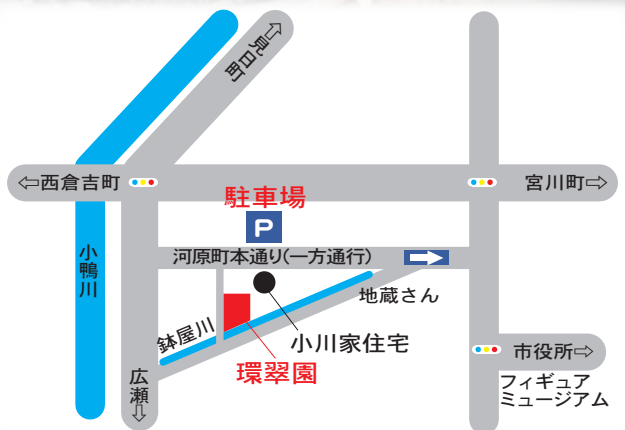 見日町⇨
⇦西倉吉町
宮川町⇨
駐車場
P
小鴨川
河原町本通り(一方通行)
地蔵さん
鉢屋川
小川家住宅
環翠園
市役所⇨
フィギュア
ミュージアム
広瀬⇩